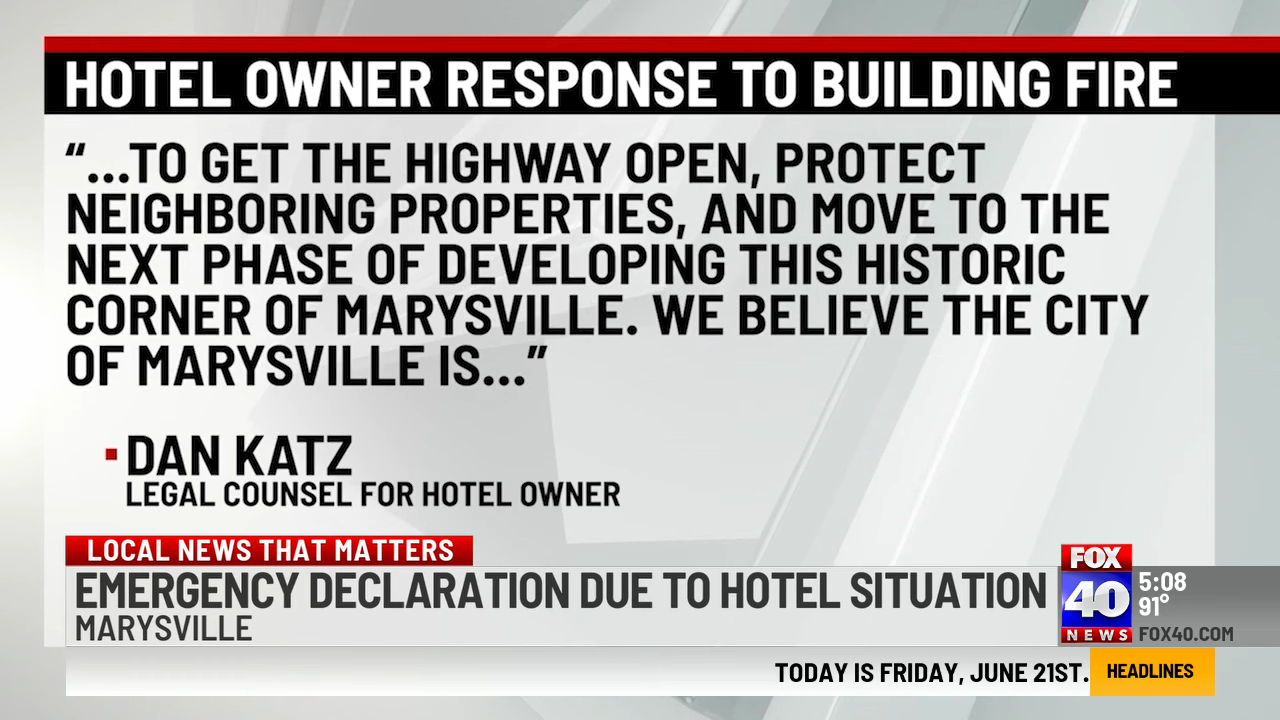 HOTEL OWNER RESPONSE TO BUILDING FIRE
“...TO GET THE HIGHWAY OPEN, PROTECT
NEIGHBORING PROPERTIES, AND MOVE TO THE
NEXT PHASE OF DEVELOPING THIS HISTORIC
CORNER OF MARYSVILLE. WE BELIEVE THE CITY
OF MARYSVILLE IS...”
DAN KATZ
LEGAL COUNSEL FOR HOTEL OWNER
LOCAL NEWS THAT MATTERS
EMERGENCY DECLARATION DUE TO HOTEL SITUATION
MARYSVILLE
FOX
40
NEWS
5:08
91°
FOX40.COM
TODAY IS FRIDAY, JUNE 21ST.
HEADLINES